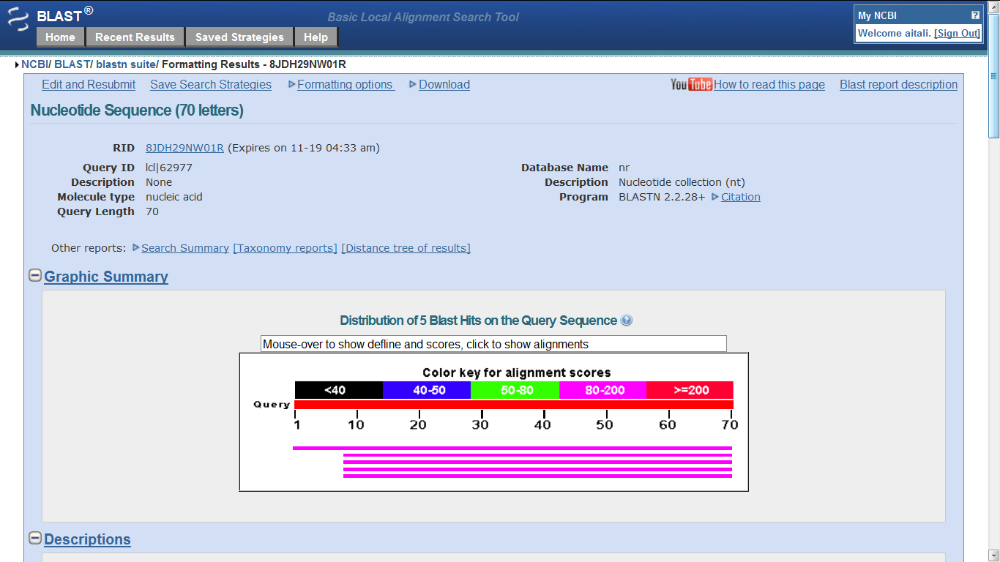 BLAST® Basic Local Alignment Search Tool
My NCBI ?
Welcome aitali. [Sign Out]
Home Recent Results Saved Strategies Help
NCBI/ BLAST/ blastn suite/ Formatting Results - 8JDH29NW01R
Edit and Resubmit Save Search Strategies Formatting options Download YouTube How to read this page Blast report description
Nucleotide Sequence (70 letters)
RID 8JDH29NW01R (Expires on 11-19 04:33 am)
Query ID lcl|62977 Database Name nr
Description None Description Nucleotide collection (nt)
Molecule type nucleic acid Program BLASTN 2.2.28+ Citation
Query Length 70
Other reports: Search Summary [Taxonomy reports] [Distance tree of results]
Graphic Summary
Distribution of 5 Blast Hits on the Query Sequence ?
Mouse-over to show defline and scores, click to show alignments
Color key for alignment scores
<40 40-50 50-80 80-200 >=200
Query
1 10 20 30 40 50 60 70
Descriptions